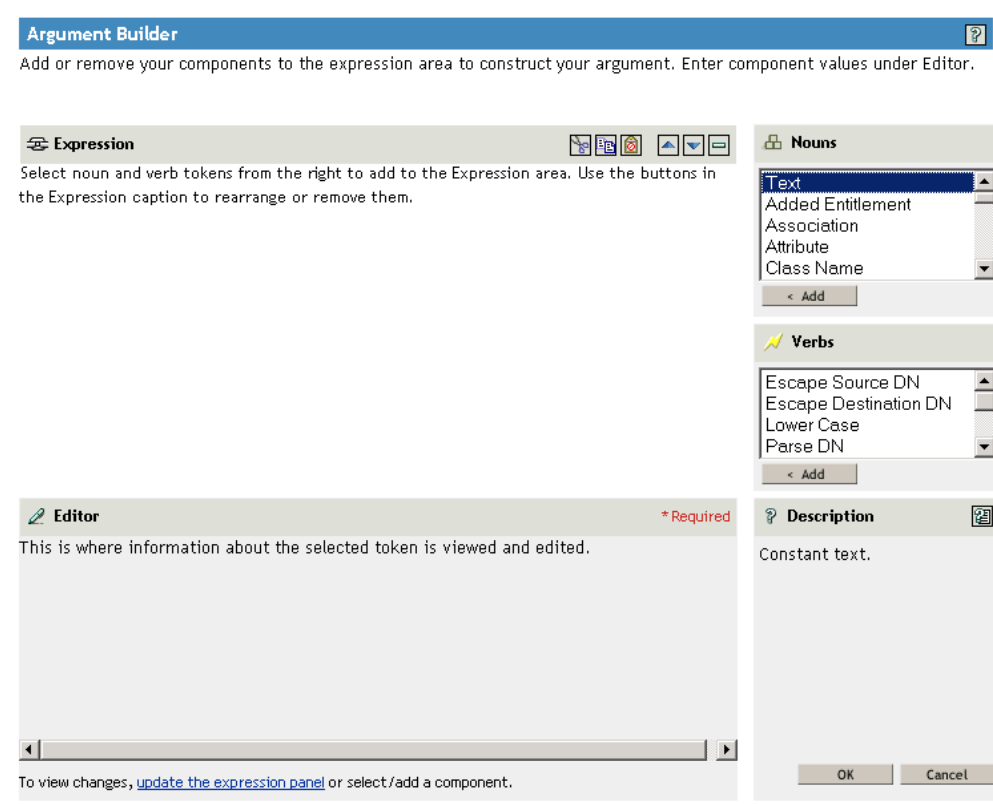 Argument Builder
Add or remove your components to the expression area to construct your argument. Enter component values under Editor.
Expression
Select noun and verb tokens from the right to add to the Expression area. Use the buttons in
the Expression caption to rearrange or remove them.
Nouns
Text
Added Entitlement
Association
Attribute
Class Name
< Add
Verbs
Escape Source DN
Escape Destination DN
Lower Case
Parse DN
< Add
Editor
*Required
This is where information about the selected token is viewed and edited.
To view changes, update the expression panel or select/add a component.
? Description
Constant text.
OK
Cancel